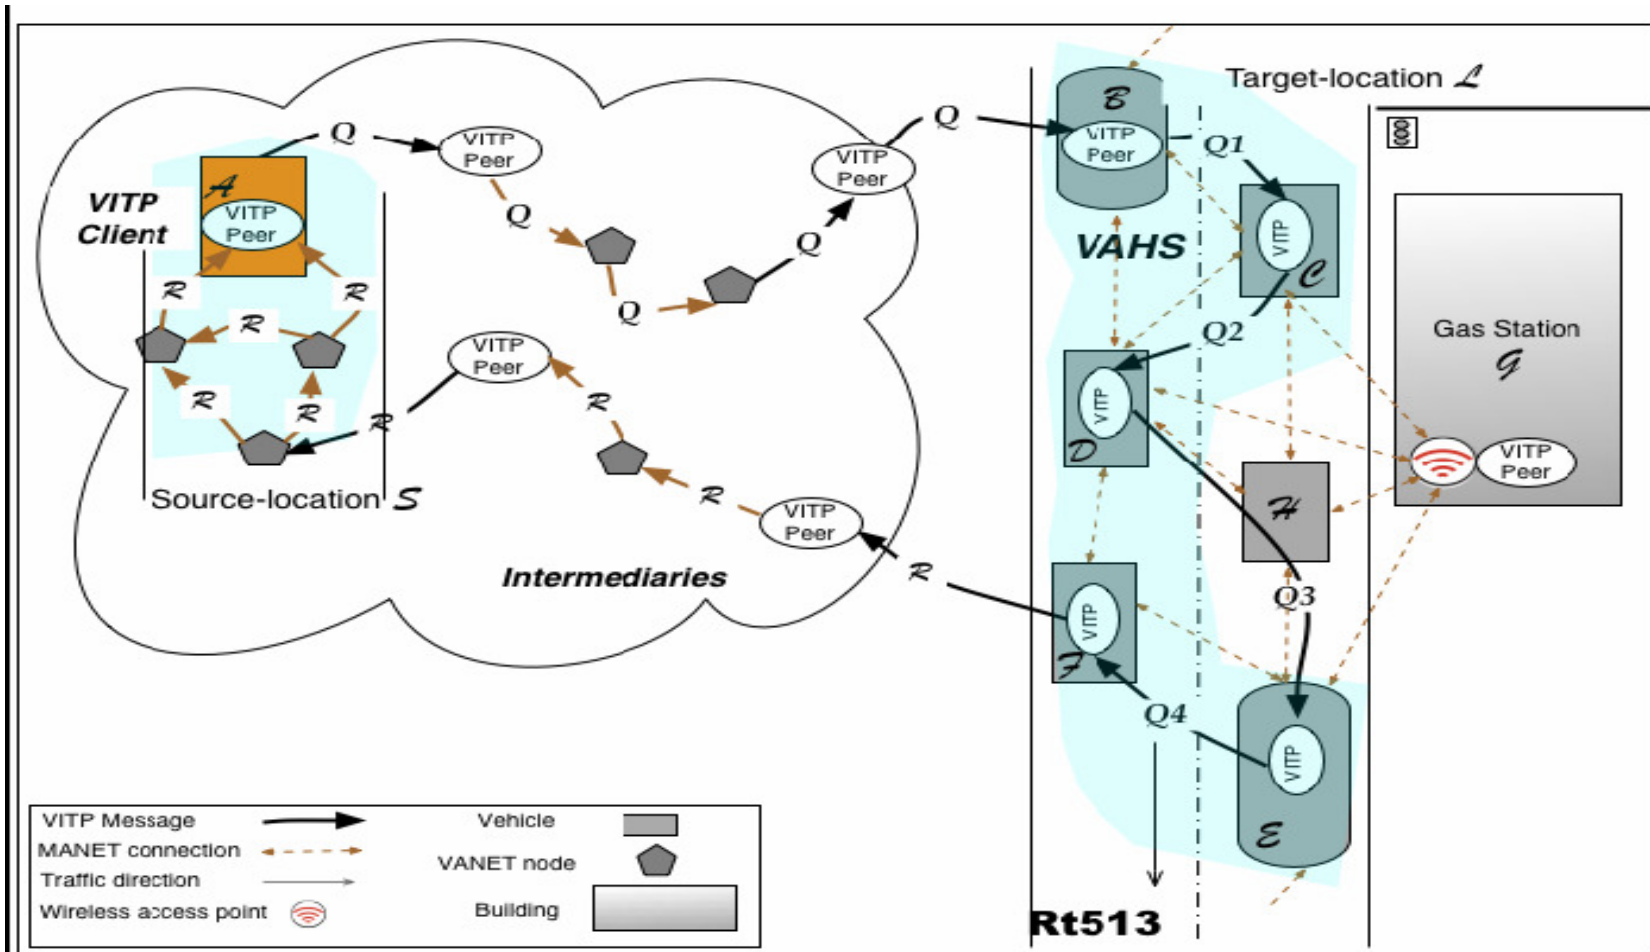 Target-location L
B
VITP
Peer
Q
VITP
Peer
Q
VITP
Peer
Q1
A
VITP
Peer
VITP
Client
VITP
Peer
Q
Q
Q
VAHS
VITP
C
R
R
R
R
R
VITP
Peer
R
R
Q2
Gas Station
G
VITP
D
VITP
Peer
Source-location S
R
VITP
Peer
H
Intermediaries
R
Q3
VITP
F
Q4
VITP
E
VITP Message
Vehicle
MANET connection
VANET node
Traffic direction
Wireless access point
Building
Rt513